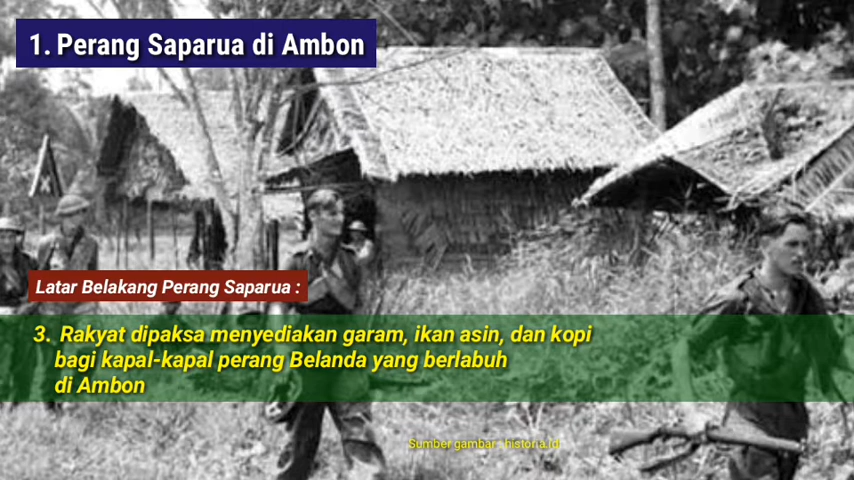 1. Perang Saparua di Ambon
Latar Belakang Perang Saparua :
3. Rakyat dipaksa menyediakan garam, ikan asin, dan kopi
bagi kapal-kapal perang Belanda yang berlabuh
di Ambon
Sumber gambar : historia.id